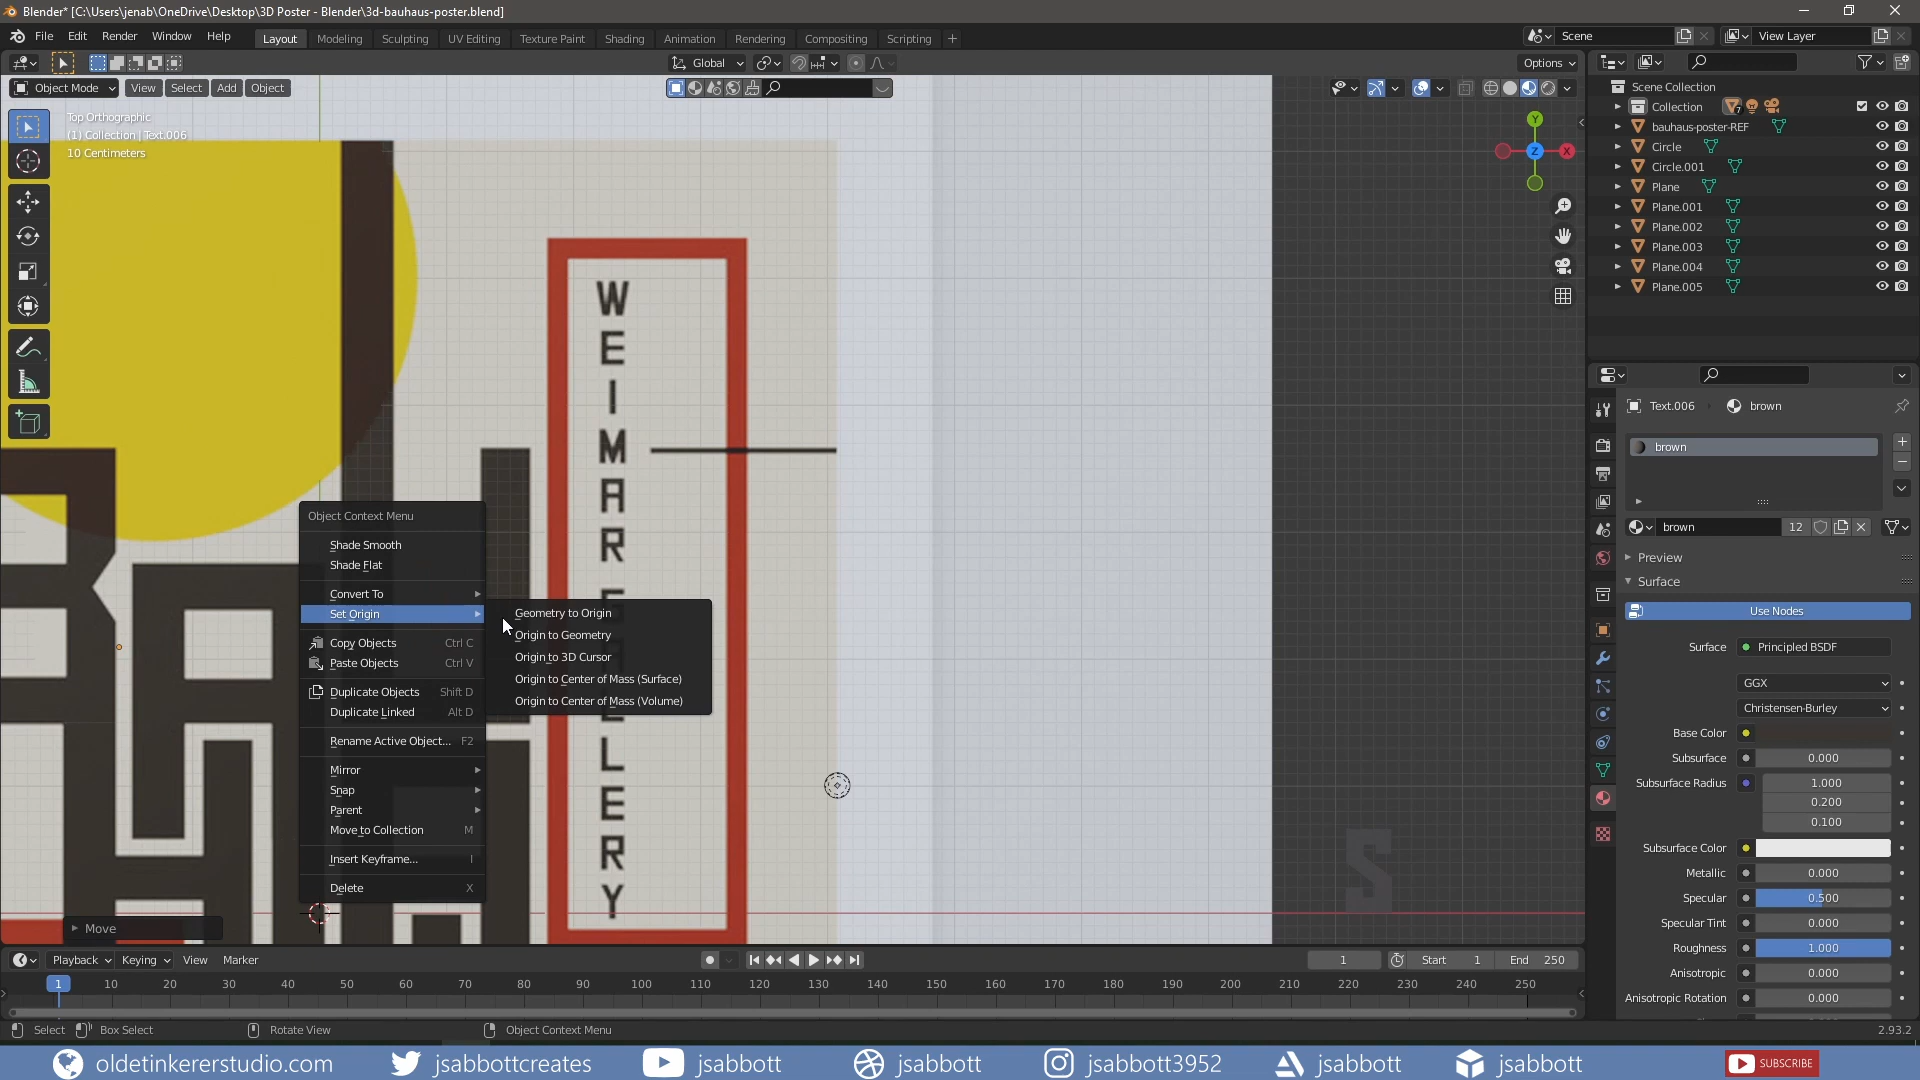 Blender* [C:\Users\jenab\OneDrive\Desktop\3D Poster - Blender\3d-bauhaus-poster.blend]
File Edit Render Window Help Layout Modeling Sculpting UV Editing Texture Paint Shading Animation Rendering Compositing Scripting + Scene View Layer
Global Options
Object Mode View Select Add Object
Top Orthographic
(1) Collection | Text.006
10 Centimeters
Y
Z
X
Scene Collection
Collection 7
bauhaus-poster-REF
Circle
Circle.001
Plane
Plane.001
Plane.002
Plane.003
Plane.004
Plane.005
W
E
I
M
A
R
L
E
R
Y
S
Object Context Menu
Shade Smooth
Shade Flat
Convert To
Set Origin
Copy Objects Ctrl C
Paste Objects Ctrl V
Duplicate Objects Shift D
Duplicate Linked Alt D
Rename Active Object... F2
Mirror
Snap
Parent
Move to Collection M
Insert Keyframe... I
Delete X
Geometry to Origin
Origin to Geometry
Origin to 3D Cursor
Origin to Center of Mass (Surface)
Origin to Center of Mass (Volume)
Move
Text.006 brown
brown
brown 12
Preview
Surface
Use Nodes
Surface Principled BSDF
GGX
Christensen-Burley
Base Color
Subsurface 0.000
Subsurface Radius 1.000
0.200
0.100
Subsurface Color
Metallic 0.000
Specular 0.500
Specular Tint 0.000
Roughness 1.000
Anisotropic 0.000
Anisotropic Rotation 0.000
Playback Keying View Marker 1 Start 1 End 250
1 10 20 30 40 50 60 70 80 90 100 110 120 130 140 150 160 170 180 190 200 210 220 230 240 250
Select Box Select Rotate View Object Context Menu 2.93.2
oldetinkererstudio.com jsabbottcreates jsabbott jsabbott jsabbott3952 jsabbott jsabbott SUBSCRIBE